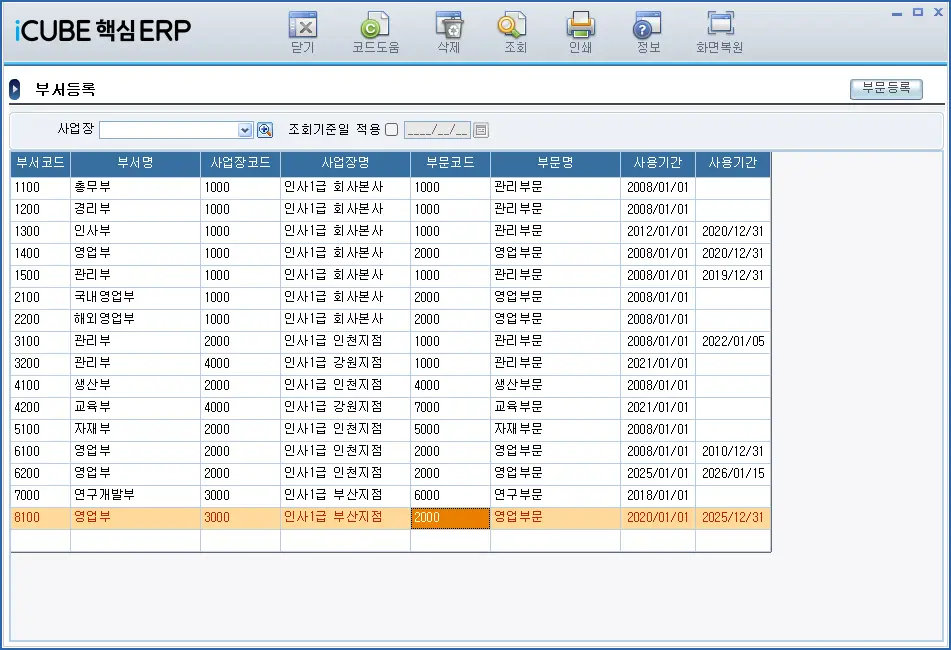 iCUBE 핵심ERP
닫기 코드도움 삭제 조회 인쇄 정보 화면복원
부서등록 부문등록
사업장 조회기준일 적용 ____/__/__
부서코드 부서명 사업장코드 사업장명 부문코드 부문명 사용기간 사용기간
1100 총무부 1000 인사1급 회사본사 1000 관리부문 2008/01/01
1200 경리부 1000 인사1급 회사본사 1000 관리부문 2008/01/01
1300 인사부 1000 인사1급 회사본사 1000 관리부문 2012/01/01 2020/12/31
1400 영업부 1000 인사1급 회사본사 2000 영업부문 2008/01/01 2020/12/31
1500 관리부 1000 인사1급 회사본사 1000 관리부문 2008/01/01 2019/12/31
2100 국내영업부 1000 인사1급 회사본사 2000 영업부문 2008/01/01
2200 해외영업부 1000 인사1급 회사본사 2000 영업부문 2008/01/01
3100 관리부 2000 인사1급 인천지점 1000 관리부문 2008/01/01 2022/01/05
3200 관리부 4000 인사1급 강원지점 1000 관리부문 2021/01/01
4100 생산부 2000 인사1급 인천지점 4000 생산부문 2008/01/01
4200 교육부 4000 인사1급 강원지점 7000 교육부문 2021/01/01
5100 자재부 2000 인사1급 인천지점 5000 자재부문 2008/01/01
6100 영업부 2000 인사1급 인천지점 2000 영업부문 2008/01/01 2010/12/31
6200 영업부 2000 인사1급 인천지점 2000 영업부문 2025/01/01 2026/01/15
7000 연구개발부 3000 인사1급 부산지점 6000 연구부문 2018/01/01
8100 영업부 3000 인사1급 부산지점 2000 영업부문 2020/01/01 2025/12/31